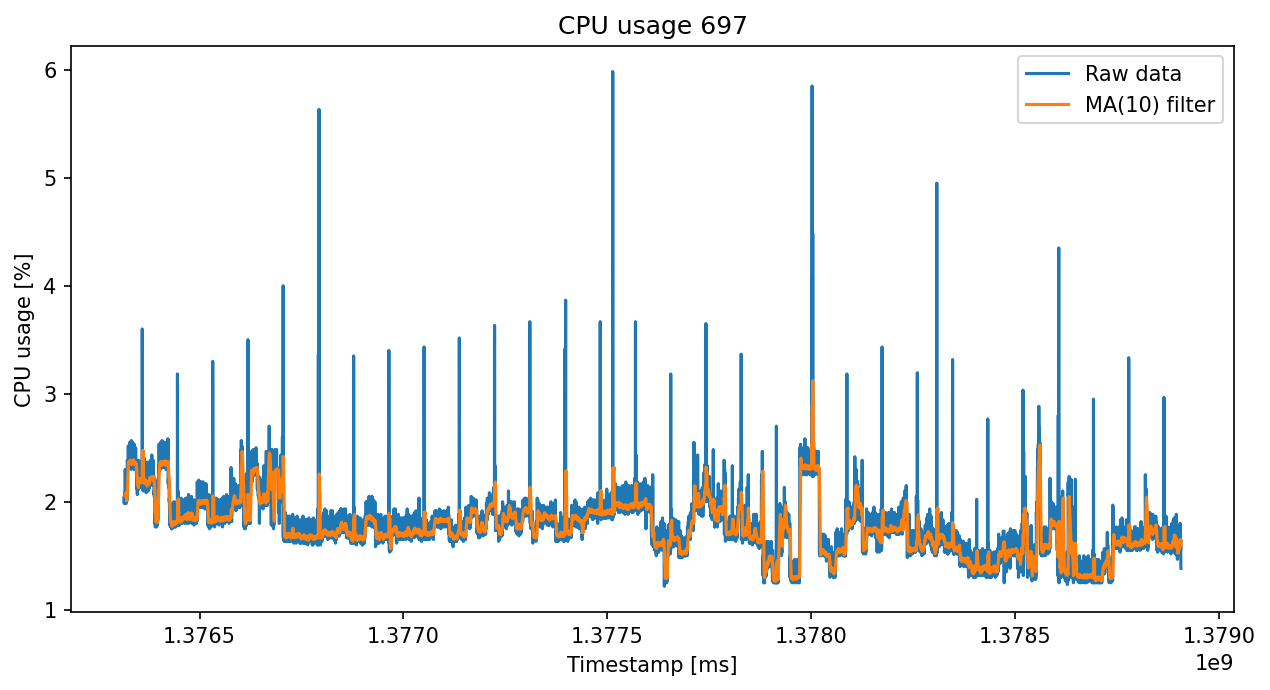 CPU usage 697
Raw data
MA(10) filter
CPU usage [%]
6
5
4
3
2
1
1.3765 1.3770 1.3775 1.3780 1.3785 1.3790
1e9
Timestamp [ms]